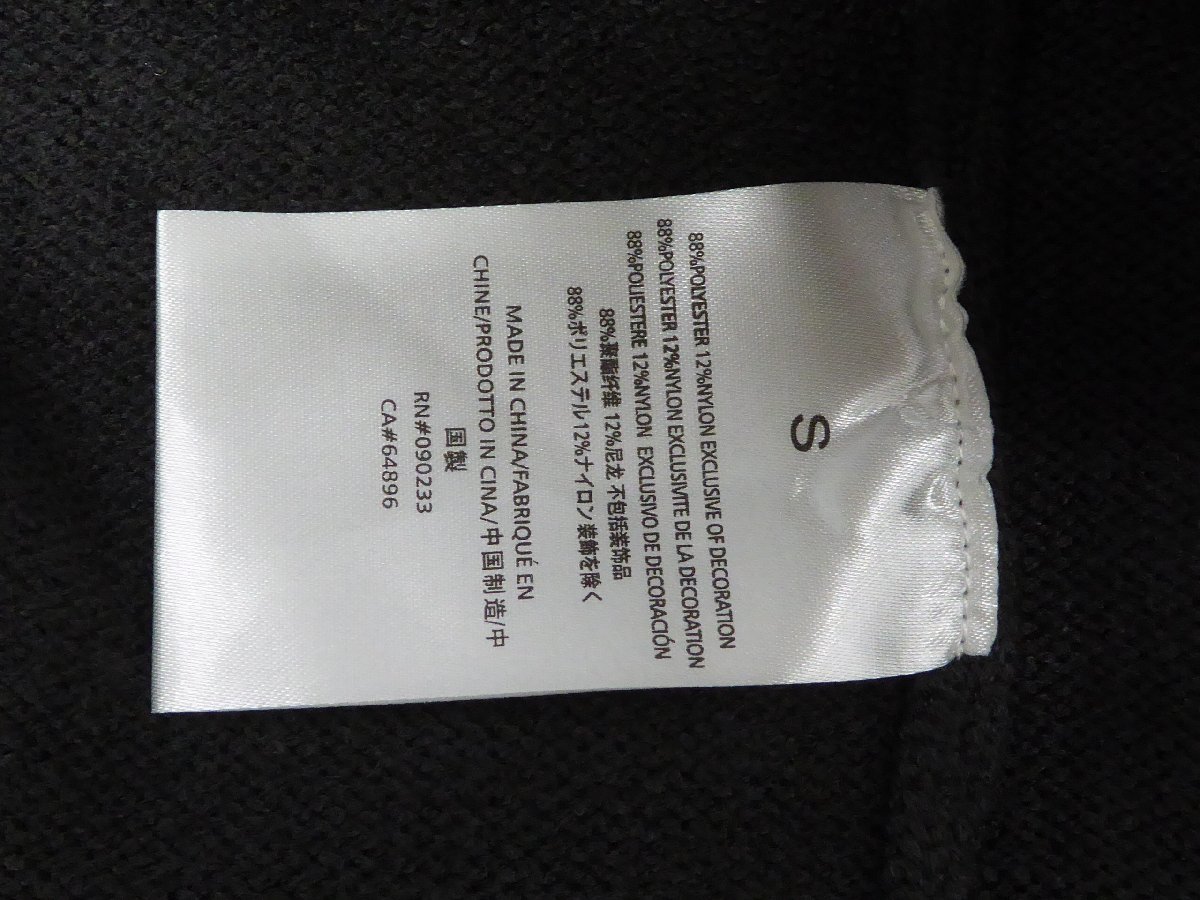 S
88%POLYESTER 12%NYLON EXCLUSIVE OF DECORATION
88%POLYESTER 12%NYLON EXCLUSIVITE DE LA DECORATION
88%POLIESTERE 12%NYLON EXCLUSIVO DE DECORACIÓN
88%聚酯纤维 12%尼龙 不包括装饰品
88%ポリエステル12%ナイロン 装飾を除く
MADE IN CHINA/FABRIQUÉ EN
CHINE/PRODOTTO IN CINA/中国制造/中
国製
RN#090233
CA#64896